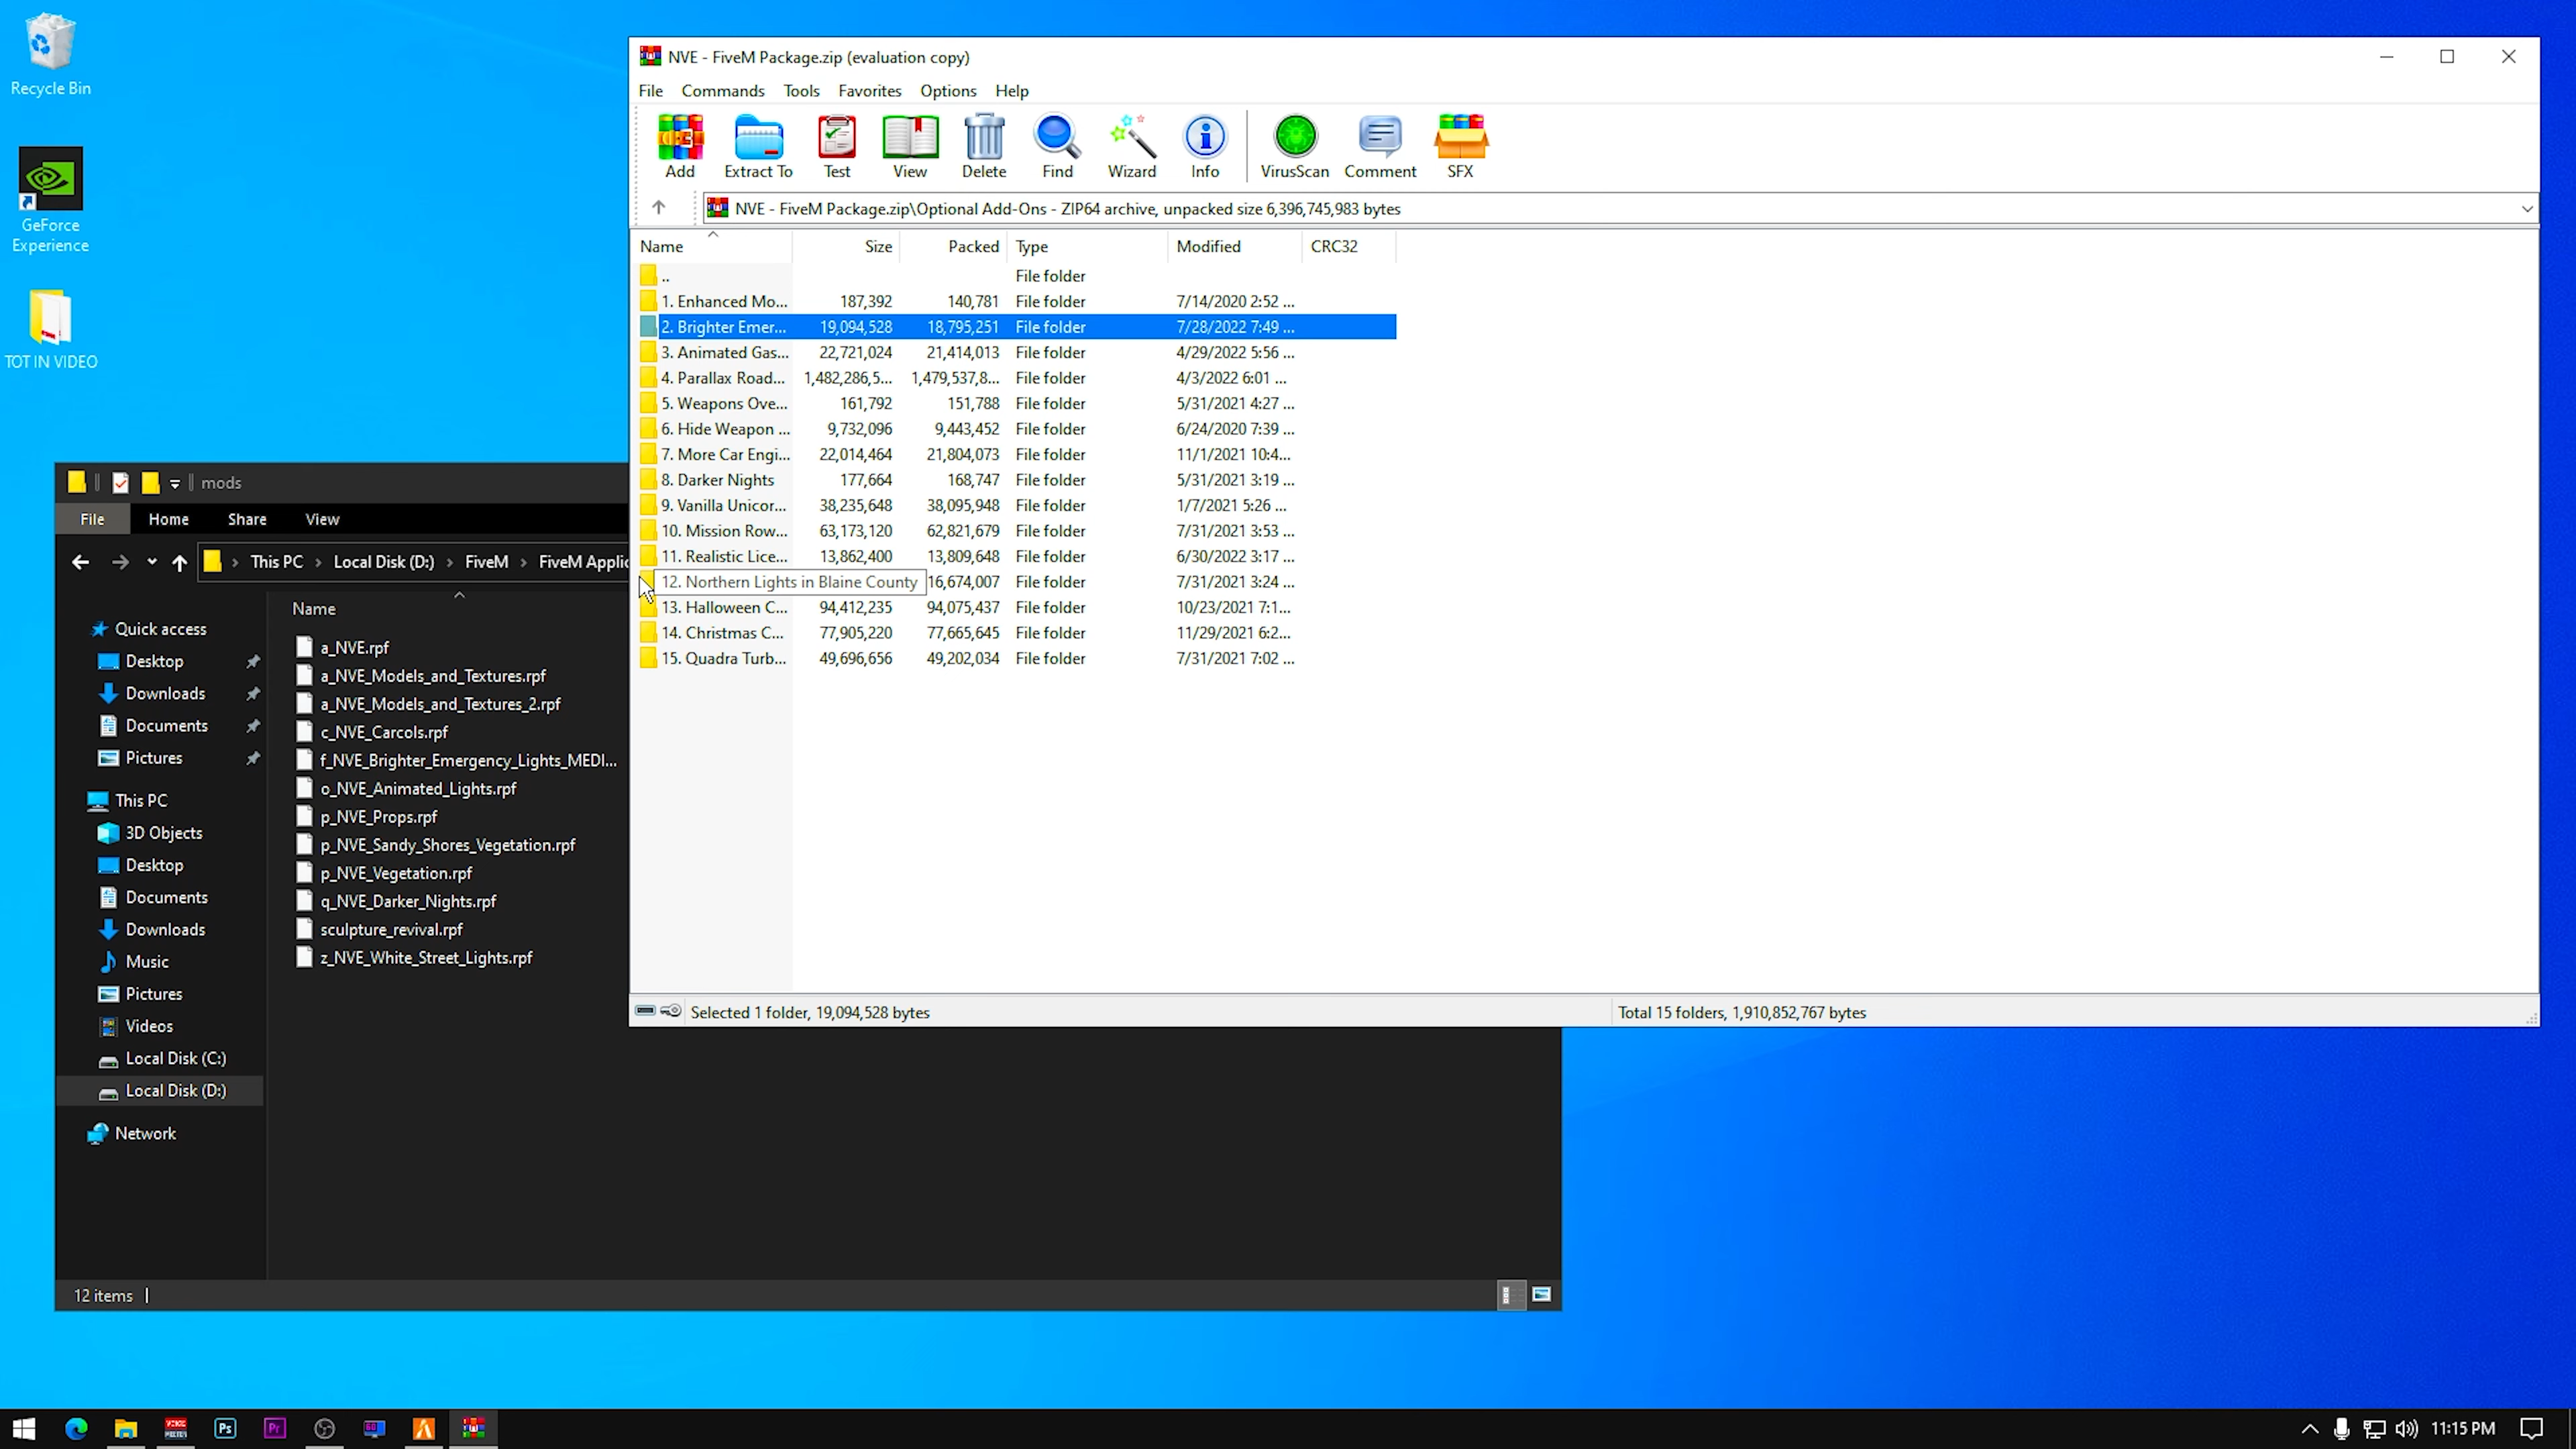 Recycle Bin
GeForce
Experience
TOT IN VIDEO
NVE - FiveM Package.zip (evaluation copy)
File Commands Tools Favorites Options Help
Add Extract To Test View Delete Find Wizard Info VirusScan Comment SFX
NVE - FiveM Package.zip\Optional Add-Ons - ZIP64 archive, unpacked size 6,396,745,983 bytes
Name Size Packed Type Modified CRC32
.. File folder
1. Enhanced Mo... 187,392 140,781 File folder 7/14/2020 2:52 ...
2. Brighter Emer... 19,094,528 18,795,251 File folder 7/28/2022 7:49 ...
3. Animated Gas... 22,721,024 21,414,013 File folder 4/29/2022 5:56 ...
4. Parallax Road... 1,482,286,5... 1,479,537,8... File folder 4/3/2022 6:01 ...
5. Weapons Ove... 161,792 151,788 File folder 5/31/2021 4:27 ...
6. Hide Weapon ... 9,732,096 9,443,452 File folder 6/24/2020 7:39 ...
7. More Car Engi... 22,014,464 21,804,073 File folder 11/1/2021 10:4...
8. Darker Nights 177,664 168,747 File folder 5/31/2021 3:19 ...
9. Vanilla Unicor... 38,235,648 38,095,948 File folder 1/7/2021 5:26 ...
10. Mission Row... 63,173,120 62,821,679 File folder 7/31/2021 3:53 ...
11. Realistic Lice... 13,862,400 13,809,648 File folder 6/30/2022 3:17 ...
12. Northern Lights in Blaine County 16,674,007 File folder 7/31/2021 3:24 ...
13. Halloween C... 94,412,235 94,075,437 File folder 10/23/2021 7:1...
14. Christmas C... 77,905,220 77,665,645 File folder 11/29/2021 6:2...
15. Quadra Turb... 49,696,656 49,202,034 File folder 7/31/2021 7:02 ...
Selected 1 folder, 19,094,528 bytes Total 15 folders, 1,910,852,767 bytes
mods
File Home Share View
This PC Local Disk (D:) FiveM FiveM Applic
Name
Quick access
Desktop
Downloads
Documents
Pictures
This PC
3D Objects
Desktop
Documents
Downloads
Music
Pictures
Videos
Local Disk (C:)
Local Disk (D:)
Network
a_NVE.rpf
a_NVE_Models_and_Textures.rpf
a_NVE_Models_and_Textures_2.rpf
c_NVE_Carcols.rpf
f_NVE_Brighter_Emergency_Lights_MEDI...
o_NVE_Animated_Lights.rpf
p_NVE_Props.rpf
p_NVE_Sandy_Shores_Vegetation.rpf
p_NVE_Vegetation.rpf
q_NVE_Darker_Nights.rpf
sculpture_revival.rpf
z_NVE_White_Street_Lights.rpf
12 items
Ps Pr 11:15 PM